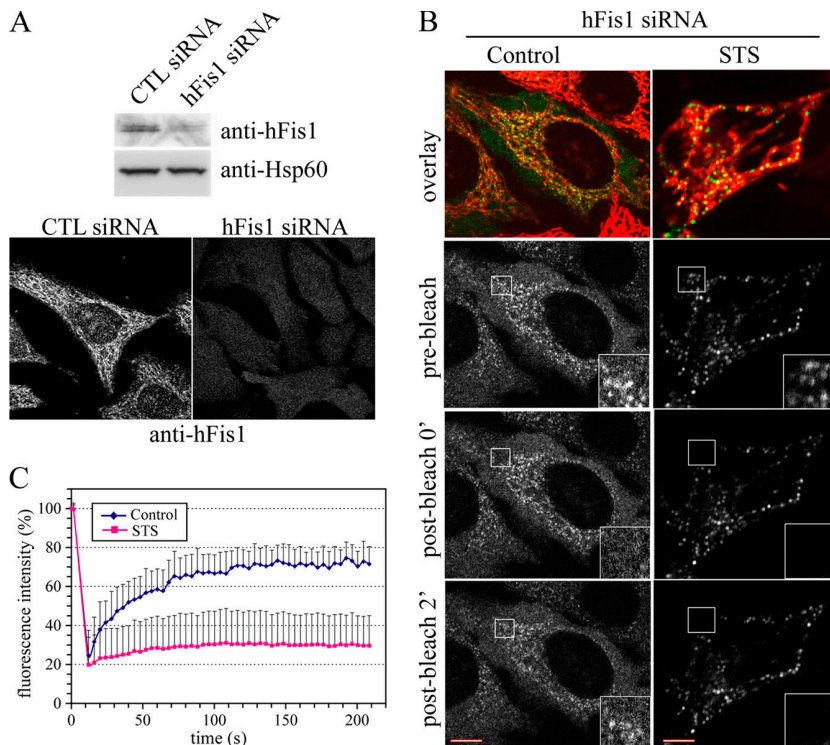 A
CTL siRNA
hFis1 siRNA
anti-hFis1
anti-Hsp60
CTL siRNA
hFis1 siRNA
anti-hFis1
B
hFis1 siRNA
Control
STS
overlay
pre-bleach
post-bleach 0'
post-bleach 2'
C
fluorescence intensity (%)
100
80
60
40
20
0
Control
STS
0
50
100
150
200
time (s)